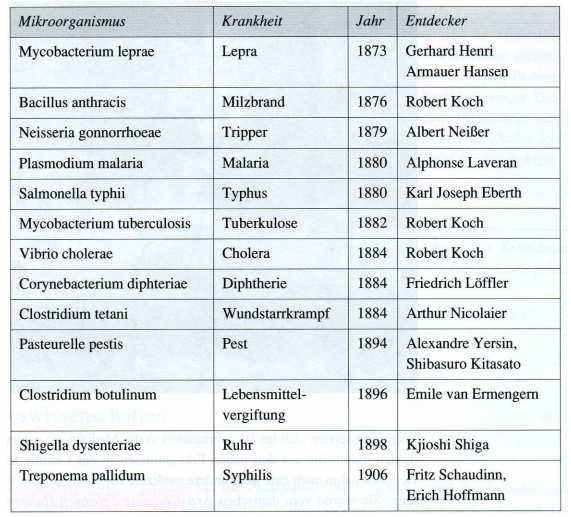 Mikroorganismus Krankheit Jahr Entdecker
Mycobacterium leprae Lepra 1873 Gerhard Henri
Armauer Hansen
Bacillus anthracis Milzbrand 1876 Robert Koch
Neisseria gonnorrhoeae Tripper 1879 Albert Neißer
Plasmodium malaria Malaria 1880 Alphonse Laveran
Salmonella typhii Typhus 1880 Karl Joseph Eberth
Mycobacterium tuberculosis Tuberkulose 1882 Robert Koch
Vibrio cholerae Cholera 1884 Robert Koch
Corynebacterium diphteriae Diphtherie 1884 Friedrich Löffler
Clostridium tetani Wundstarrkrampf 1884 Arthur Nicolaier
Pasteurelle pestis Pest 1894 Alexandre Yersin,
Shibasuro Kitasato
Clostridium botulinum Lebensmittel- 1896 Emile van Ermengern
vergiftung
Shigella dysenteriae Ruhr 1898 Kjioshi Shiga
Treponema pallidum Syphilis 1906 Fritz Schaudinn,
Erich Hoffmann